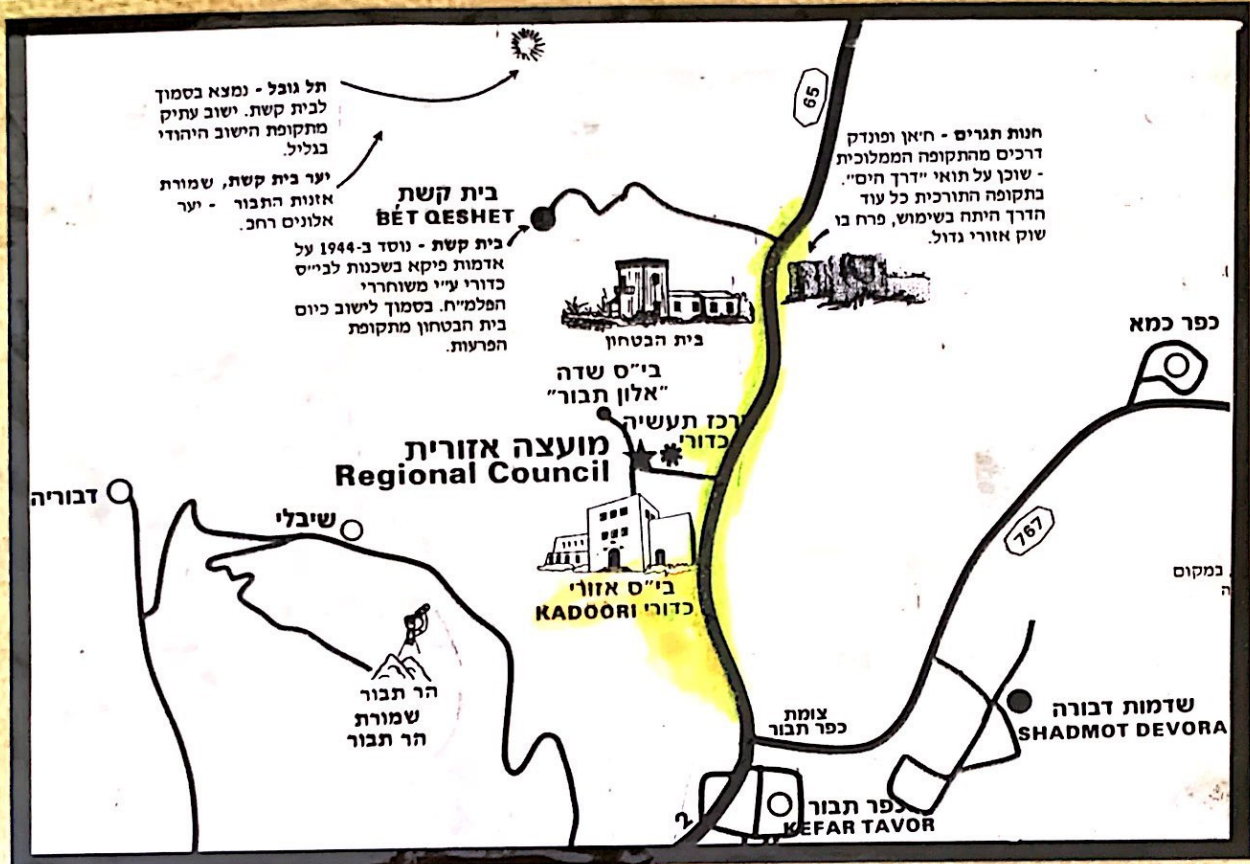 תל גובל - נמצא בסמוך
לבית קשת. ישוב עתיק
מתקופת הישוב היהודי
בגליל.
יער בית קשת, שמורת
אזנות התבור - יער
אלונים רחב.
65
חנות תגרים - ח׳אן ופונדק
דרכים מהתקופה הממלוכית
- שוכן על תואי ״דרך הים״.
בתקופה התורכית כל עוד
הדרך היתה בשימוש, פרח בו
שוק אזורי גדול.
בית קשת
BET QESHET
בית קשת - נוסד ב-1944 על
אדמות פיקא בשכנות לבי״ס
כדורי ע״י משוחררי
הפלמ״ח. בסמוך לישוב כיום
בית הבטחון מתקופת
הפרעות.
בית הבטחון
כפר כמא
בי״ס שדה
״אלון תבור״
רכז תעשיה
כדורי
מועצה אזורית
Regional Council
דבוריה
שיבלי
בי״ס אזורי
כדורי KADOORI
767
במקום
ה
הר תבור
שמורת
הר תבור
צומת
כפר תבור
שדמות דבורה
SHADMOT DEVORA
כפר תבור
KEFAR TAVOR
2